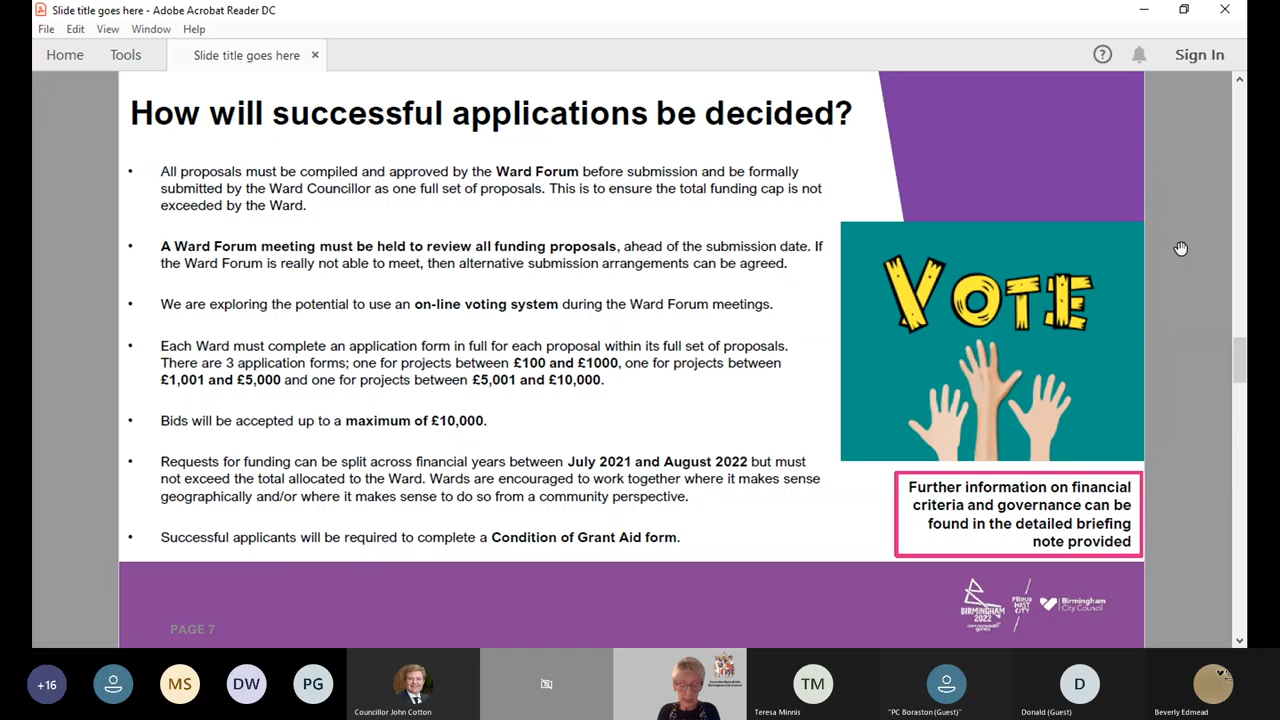 Slide title goes here - Adobe Acrobat Reader DC
File Edit View Window Help
Home Tools Slide title goes here × Sign In
How will successful applications be decided?
• All proposals must be compiled and approved by the Ward Forum before submission and be formally
submitted by the Ward Councillor as one full set of proposals. This is to ensure the total funding cap is not
exceeded by the Ward.
• A Ward Forum meeting must be held to review all funding proposals, ahead of the submission date. If
the Ward Forum is really not able to meet, then alternative submission arrangements can be agreed.
• We are exploring the potential to use an on-line voting system during the Ward Forum meetings.
• Each Ward must complete an application form in full for each proposal within its full set of proposals.
There are 3 application forms; one for projects between £100 and £1000, one for projects between
£1,001 and £5,000 and one for projects between £5,001 and £10,000.
• Bids will be accepted up to a maximum of £10,000.
• Requests for funding can be split across financial years between July 2021 and August 2022 but must
not exceed the total allocated to the Ward. Wards are encouraged to work together where it makes sense
geographically and/or where it makes sense to do so from a community perspective.
• Successful applicants will be required to complete a Condition of Grant Aid form.
VOTE
Further information on financial
criteria and governance can be
found in the detailed briefing
note provided
PAGE 7
BIRMINGHAM
2022
commonwealth
games
PROUD
HOST
CITY
Birmingham
City Council
+16
MS
DW
PG
Councillor John Cotton
TM
Teresa Minnis
"PC Boraston (Guest)"
D
Donald (Guest)
Beverly Edmead